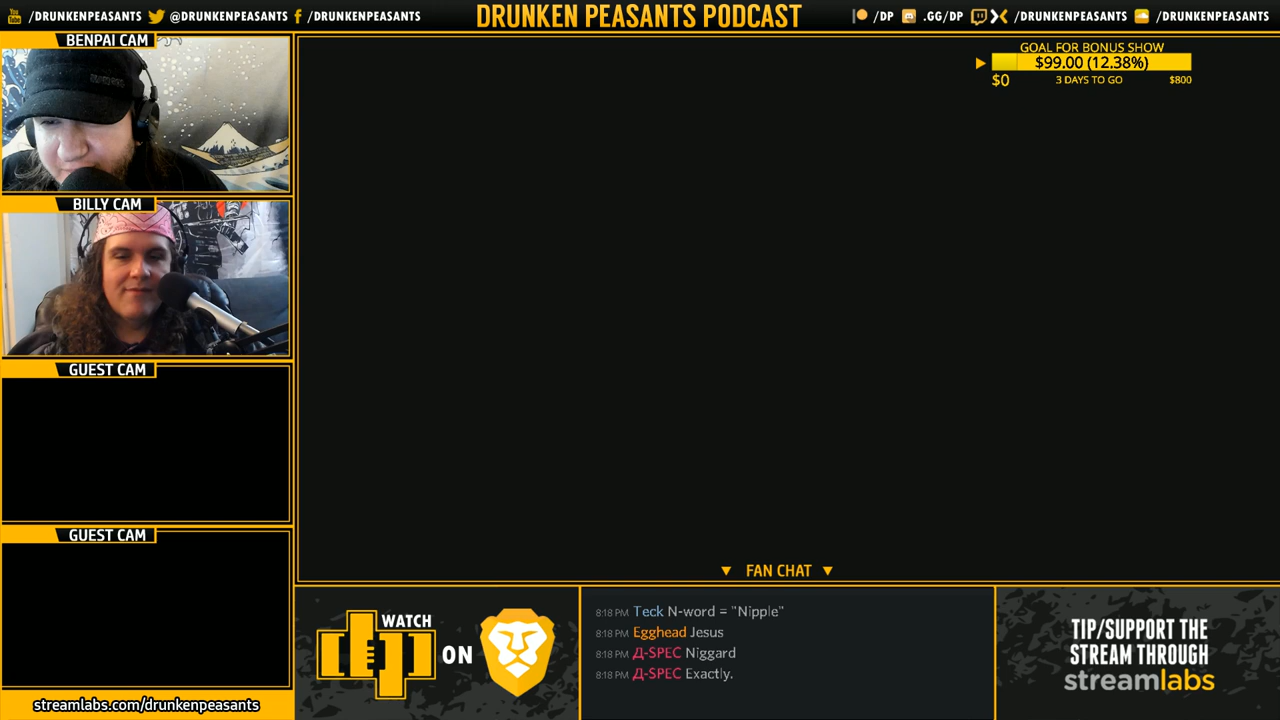 /DRUNKENPEASANTS @DRUNKENPEASANTS /DRUNKENPEASANTS DRUNKEN PEASANTS PODCAST /DP .GG/DP /DRUNKENPEASANTS /DRUNKENPEASANTS
BENPAI CAM
GOAL FOR BONUS SHOW
$99.00 (12.38%)
$0 3 DAYS TO GO $800
BILLY CAM
GUEST CAM
GUEST CAM
FAN CHAT
WATCH
ON
8:18 PM Teck N-word = "Nipple"
8:18 PM Egghead Jesus
8:18 PM Д-SPEC Niggard
8:18 PM Д-SPEC Exactly.
TIP/SUPPORT THE
STREAM THROUGH
streamlabs
streamlabs.com/drunkenpeasants